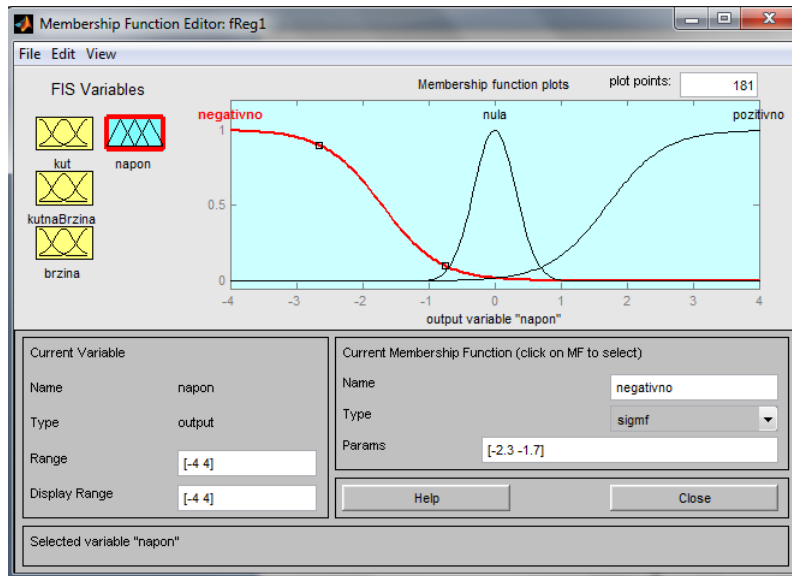 Membership Function Editor: fReg1
File Edit View
FIS Variables
Membership function plots
plot points:
181
kut
napon
kutnaBrzina
brzina
negativno
nula
pozitivno
1
0.5
0
-4 -3 -2 -1 0 1 2 3 4
output variable "napon"
Current Variable
Name napon
Type output
Range [-4 4]
Display Range [-4 4]
Current Membership Function (click on MF to select)
Name negativno
Type sigmf
Params [-2.3 -1.7]
Help
Close
Selected variable "napon"